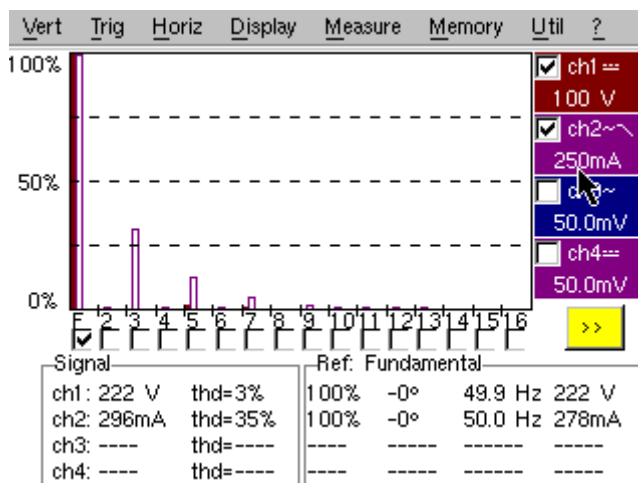 Vert Trig Horiz Display Measure Memory Util ?
100%
50%
0%
F 2 3 4 5 6 7 8 9 10 11 12 13 14 15 16
ch1
100 V
ch2~
250mA
50.0mV
ch4
50.0mV
>>
Signal
ch1: 222 V thd=3%
ch2: 296mA thd=35%
ch3: ---- thd=----
ch4: ---- thd=----
Ref: Fundamental
100% -0° 49.9 Hz 222 V
100% -0° 50.0 Hz 278mA
---- ---- ----- -----
---- ---- ----- -----